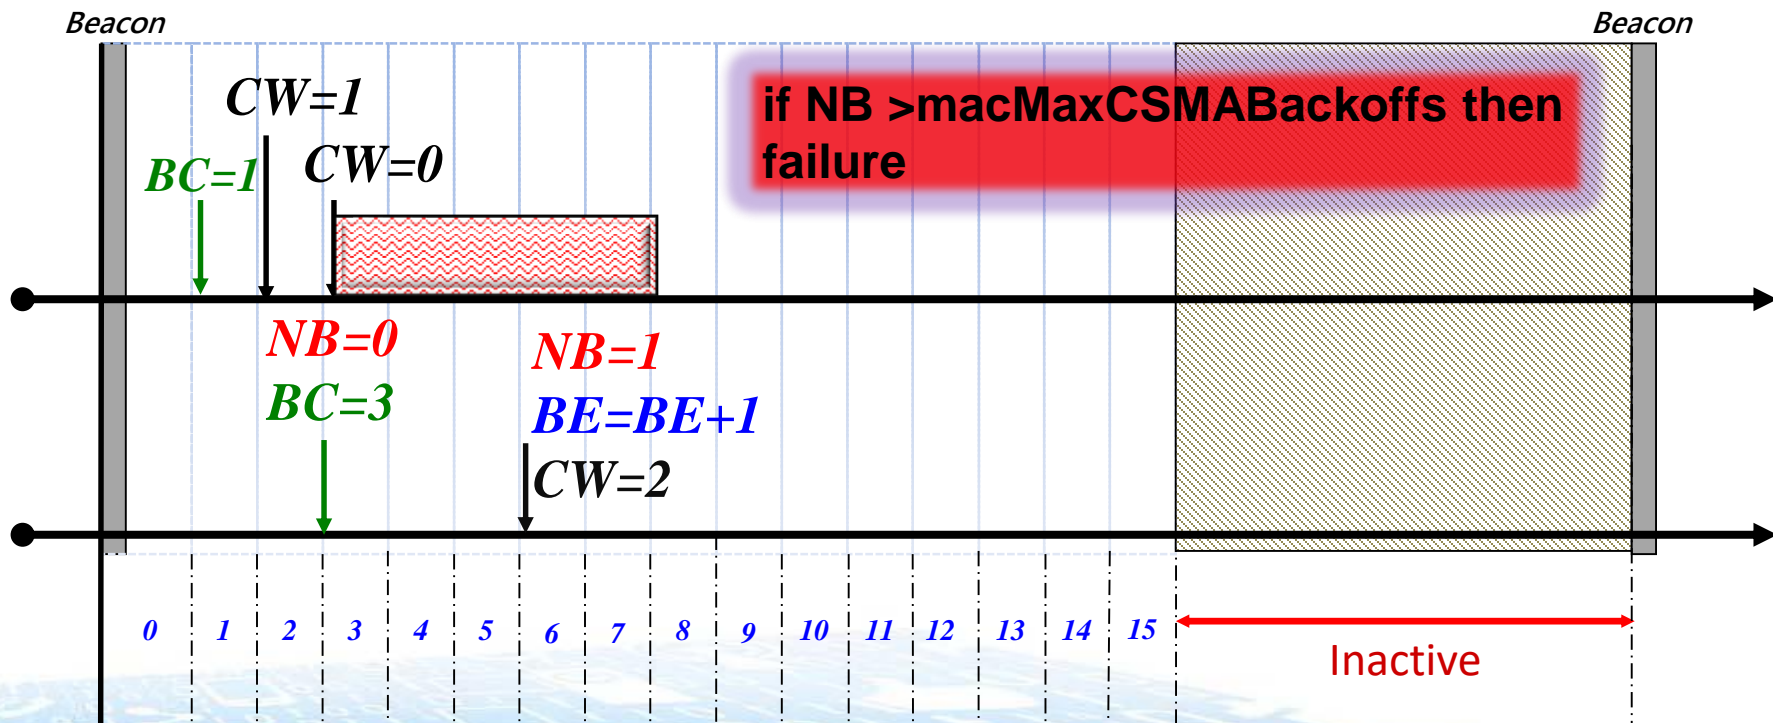 Beacon
Beacon
CW=1
if NB >macMaxCSMABackoffs then
failure
BC=1
CW=0
NB=0
BC=3
NB=1
BE=BE+1
CW=2
0 1 2 3 4 5 6 7 8 9 10 11 12 13 14 15
Inactive